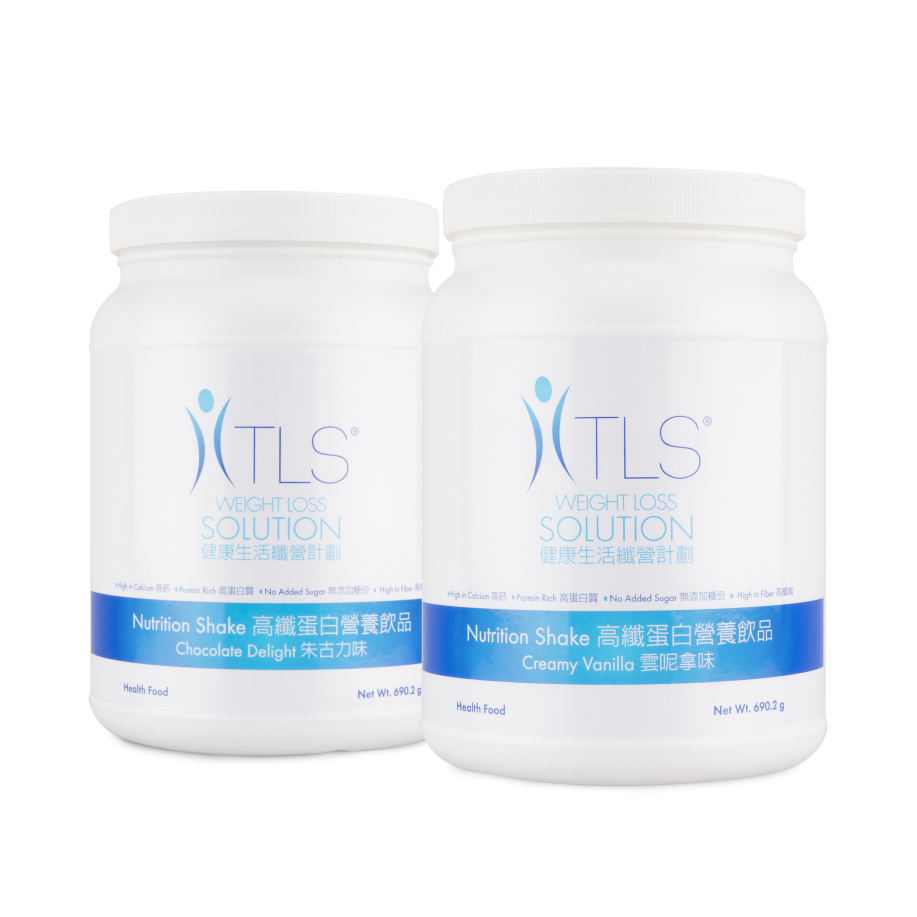 TLS®
WEIGHT LOSS
SOLUTION
健康生活纖營計劃
•High in Calcium 高鈣 •Protein Rich 高蛋白質 •No Added Sugar 無添加糖份 •High in Fiber
Nutrition Shake 高纖蛋白營養飲品
Chocolate Delight 朱古力味
Health Food
Net Wt. 690.2 g
TLS®
WEIGHT LOSS
SOLUTION
健康生活纖營計劃
•High in Calcium 高鈣 •Protein Rich 高蛋白質 •No Added Sugar 無添加糖份 •High in Fiber 高纖維
Nutrition Shake 高纖蛋白營養飲品
Creamy Vanilla 雲呢拿味
Health Food
Net Wt. 690.2 g